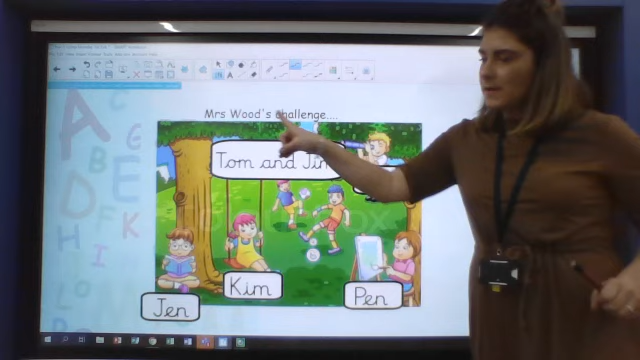 Mrs Wood's Challenge....
Tom and Jim
Jen
Kim
Pen
A
C
B
G
D
E
F
K
H
I
L
O